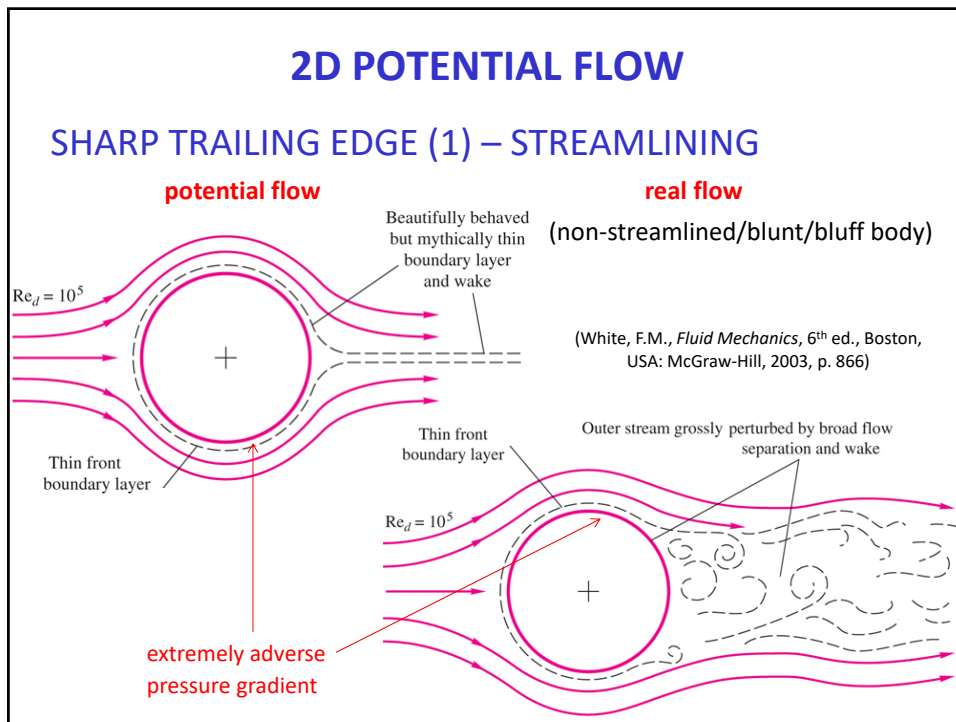 2D POTENTIAL FLOW
SHARP TRAILING EDGE (1) – STREAMLINING
potential flow
real flow
Beautifully behaved
but mythically thin
boundary layer
and wake
(non-streamlined/blunt/bluff body)
Re_d = 10^5
(White, F.M., Fluid Mechanics, 6th ed., Boston,
USA: McGraw-Hill, 2003, p. 866)
Thin front
boundary layer
Thin front
boundary layer
Outer stream grossly perturbed by broad flow
separation and wake
Re_d = 10^5
extremely adverse
pressure gradient